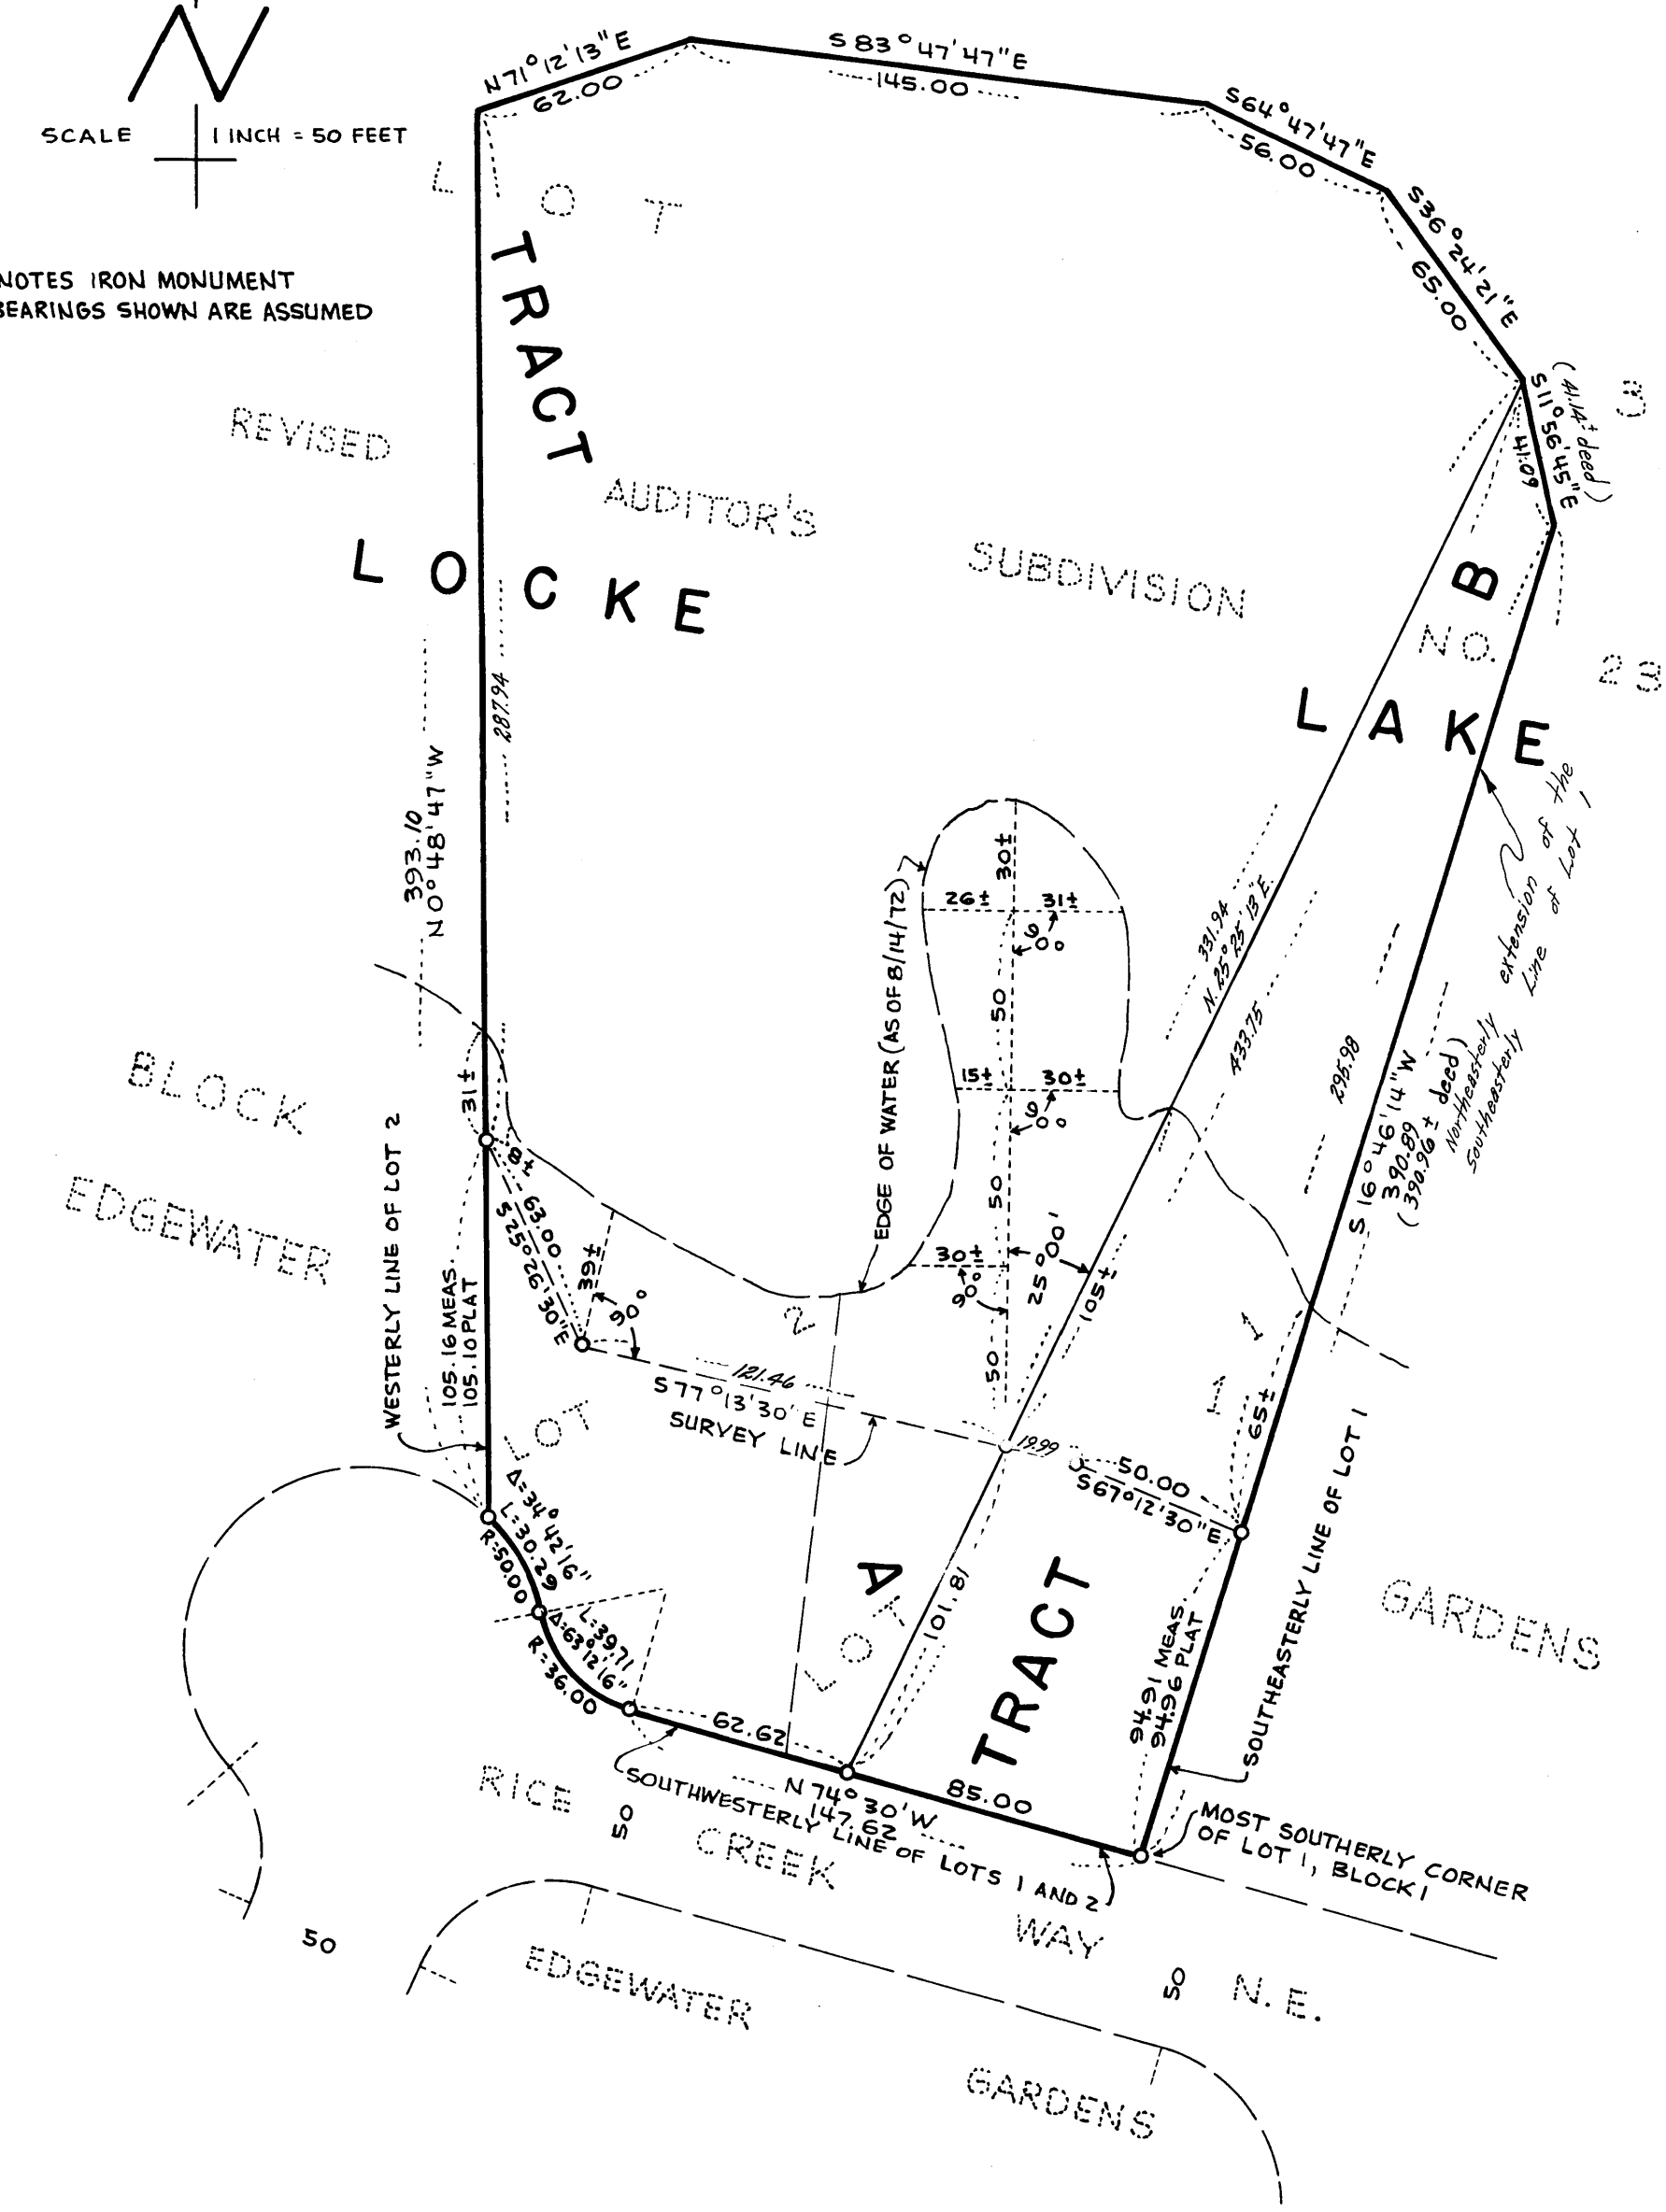 N
SCALE 1 INCH = 50 FEET
NOTES IRON MONUMENT
BEARINGS SHOWN ARE ASSUMED
N71°12'13"E
62.00
S83°47'47"E
145.00
S64°47'47"E
56.00
S36°24'21"E
65.00
S11°56'45"E
41.09
(41.14± deed)
LOT
3
TRACT
B
REVISED
AUDITOR'S
SUBDIVISION
NO.
23
LOCKE
LAKE
287.94
393.10
N0°48'47"W
extension of the
Northeasterly
Southeasterly Line of Lot 1
331.94
N. 25°25'13"E.
433.75
295.98
S16°46'14"W
390.89
(390.96± deed)
EDGE OF WATER (AS OF 8/14/72)
30±
26±
31±
90°
50
15±
30±
90°
50
30±
90°
25°00'
50
105±
BLOCK
1
EDGEWATER
GARDENS
31±
8±
WESTERLY LINE OF LOT 2
105.16 MEAS.
105.10 PLAT
63.00
S25°26'30"E
39±
90°
121.46
S77°13'30"E
SURVEY LINE
19.99
50.00
S67°12'30"E
65±
LOT
2
LOT
1
TRACT
A
101.81
94.91 MEAS.
94.96 PLAT
SOUTHEASTERLY LINE OF LOT 1
Δ=34°42'16"
L=30.29
R=50.00
L=39.71
Δ=63°12'16"
R=36.00
62.62
85.00
N74°30'W
147.62
SOUTHWESTERLY LINE OF LOTS 1 AND 2
MOST SOUTHERLY CORNER
OF LOT 1, BLOCK 1
RICE
CREEK
WAY
N.E.
50
50
50
EDGEWATER
GARDENS